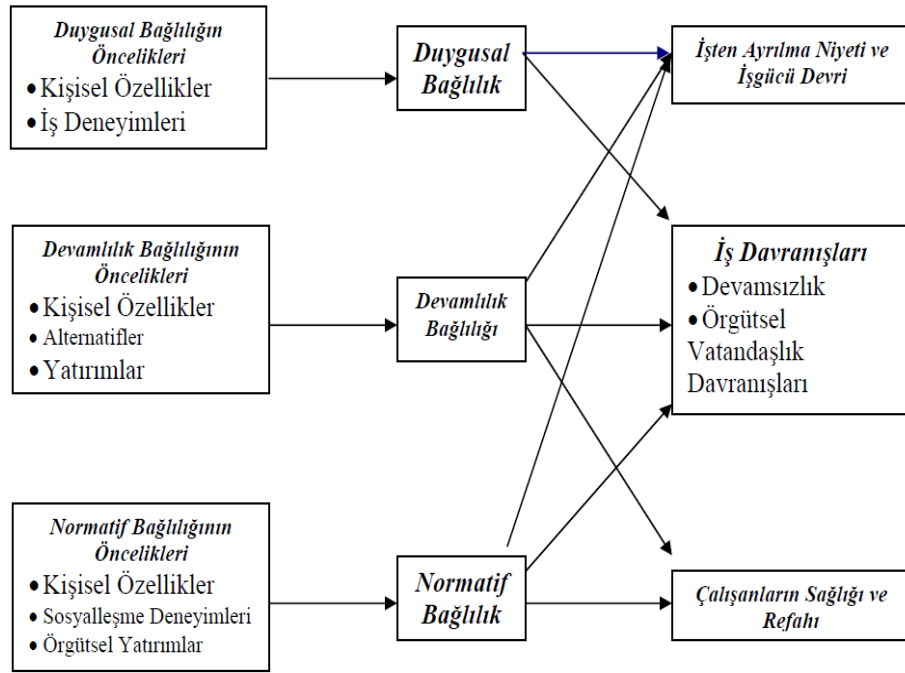 Duygusal Bağlılığın
Öncelikleri
• Kişisel Özellikler
• İş Deneyimleri
Duygusal
Bağlılık
İşten Ayrılma Niyeti ve
İşgücü Devri
Devamlılık Bağlılığının
Öncelikleri
• Kişisel Özellikler
• Alternatifler
• Yatırımlar
Devamlılık
Bağlılığı
İş Davranışları
• Devamsızlık
• Örgütsel
Vatandaşlık
Davranışları
Normatif Bağlılığının
Öncelikleri
• Kişisel Özellikler
• Sosyalleşme Deneyimleri
• Örgütsel Yatırımlar
Normatif
Bağlılık
Çalışanların Sağlığı ve
Refahı